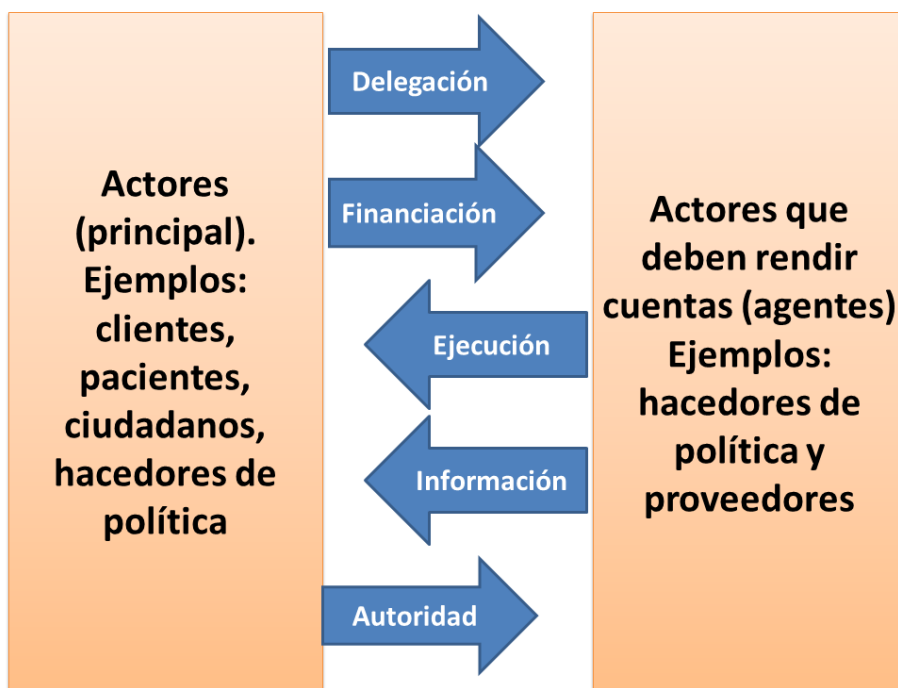 Actores
(principal).
Ejemplos:
clientes,
pacientes,
ciudadanos,
hacedores de
política
Delegación
Financiación
Ejecución
Información
Autoridad
Actores que
deben rendir
cuentas (agentes)
Ejemplos:
hacedores de
política y
proveedores